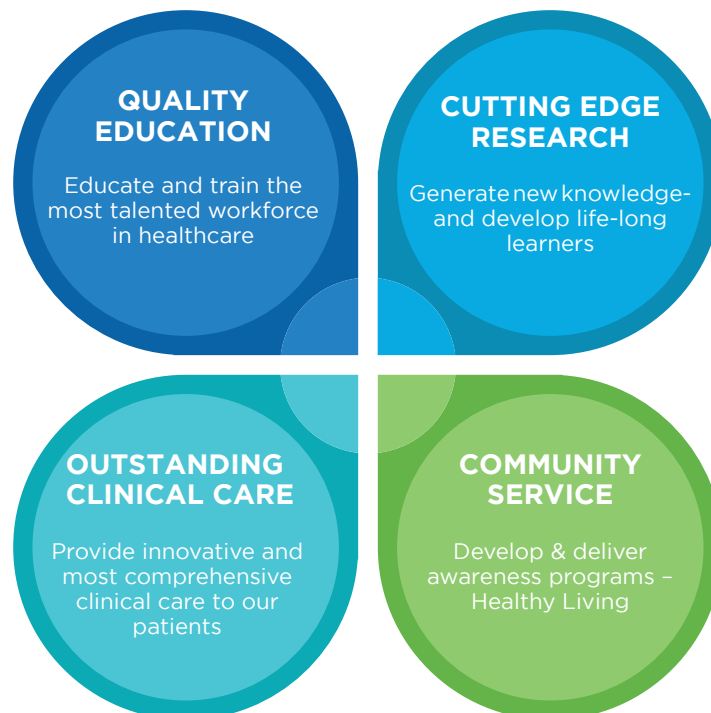 QUALITY
EDUCATION
Educate and train the
most talented workforce
in healthcare
CUTTING EDGE
RESEARCH
Generate new knowledge-
and develop life-long
learners
OUTSTANDING
CLINICAL CARE
Provide innovative and
most comprehensive
clinical care to our
patients
COMMUNITY
SERVICE
Develop & deliver
awareness programs –
Healthy Living